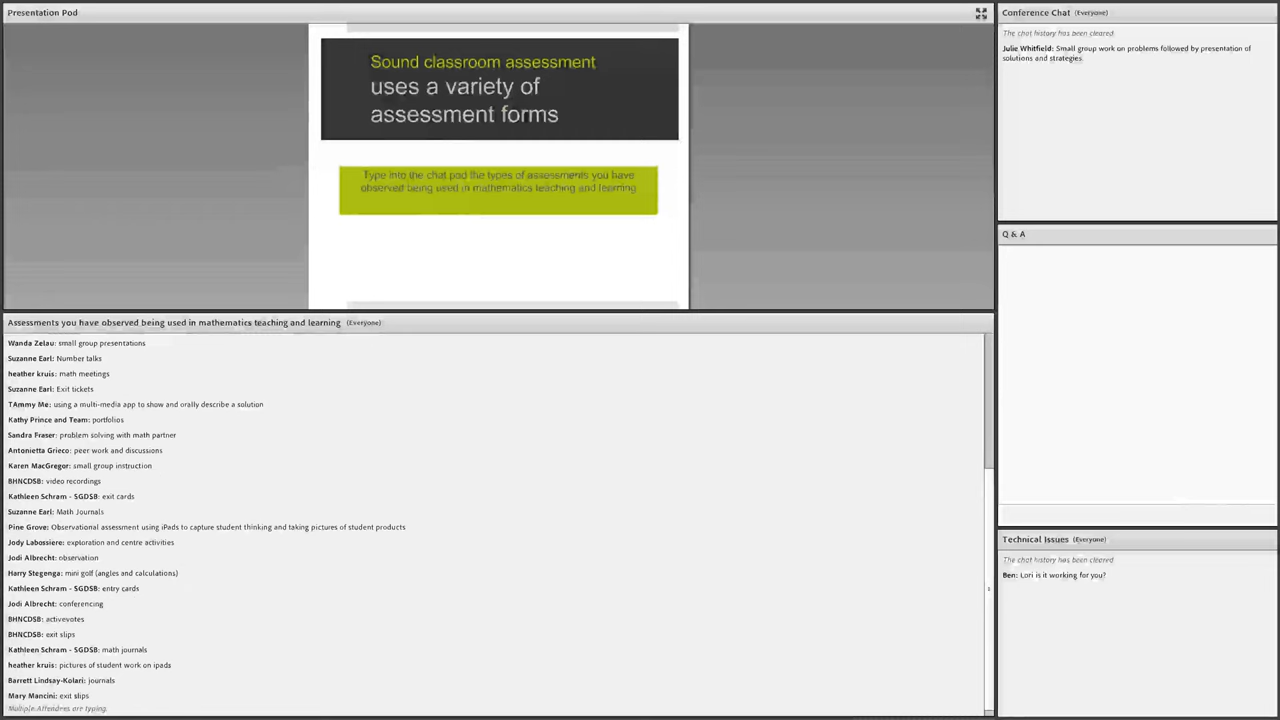 Presentation Pod
Sound classroom assessment
uses a variety of
assessment forms
Type into the chat pod the types of assessments you have
observed being used in mathematics teaching and learning
Assessments you have observed being used in mathematics teaching and learning (Everyone)
Wanda Zelau: small group presentations
Suzanne Earl: Number talks
heather kruis: math meetings
Suzanne Earl: Exit tickets
TAmmy Me: using a multi-media app to show and orally describe a solution
Kathy Prince and Team: portfolios
Sandra Fraser: problem solving with math partner
Antonietta Grieco: peer work and discussions
Karen MacGregor: small group instruction
BHNCDSB: video recordings
Kathleen Schram - SGDSB: exit cards
Suzanne Earl: Math Journals
Pine Grove: Observational assessment using iPads to capture student thinking and taking pictures of student products
Jody Labossiere: exploration and centre activities
Jodi Albrecht: observation
Harry Stegenga: mini golf (angles and calculations)
Kathleen Schram - SGDSB: entry cards
Jodi Albrecht: conferencing
BHNCDSB: activevotes
BHNCDSB: exit slips
Kathleen Schram - SGDSB: math journals
heather kruis: pictures of student work on ipads
Barrett Lindsay-Kolari: journals
Mary Mancini: exit slips
Multiple Attendees are typing.
Conference Chat (Everyone)
The chat history has been cleared
Julie Whitfield: Small group work on problems followed by presentation of
solutions and strategies
Q & A
Technical Issues (Everyone)
The chat history has been cleared
Ben: Lori is it working for you?